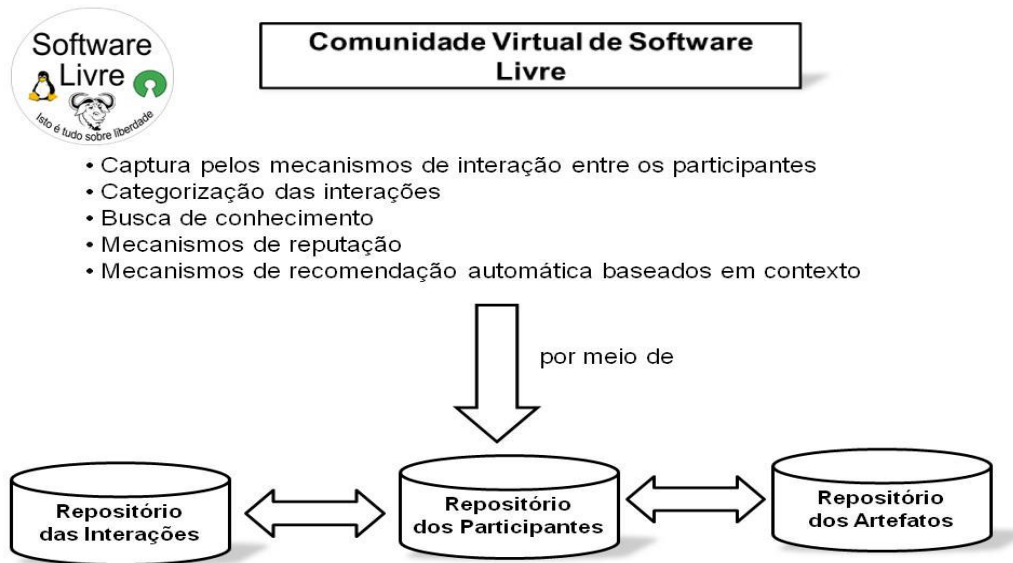 Software
Livre
Isto é tudo sobre liberdade
Comunidade Virtual de Software
Livre
• Captura pelos mecanismos de interação entre os participantes
• Categorização das interações
• Busca de conhecimento
• Mecanismos de reputação
• Mecanismos de recomendação automática baseados em contexto
por meio de
Repositório
das Interações
Repositório
dos Participantes
Repositório
dos Artefatos